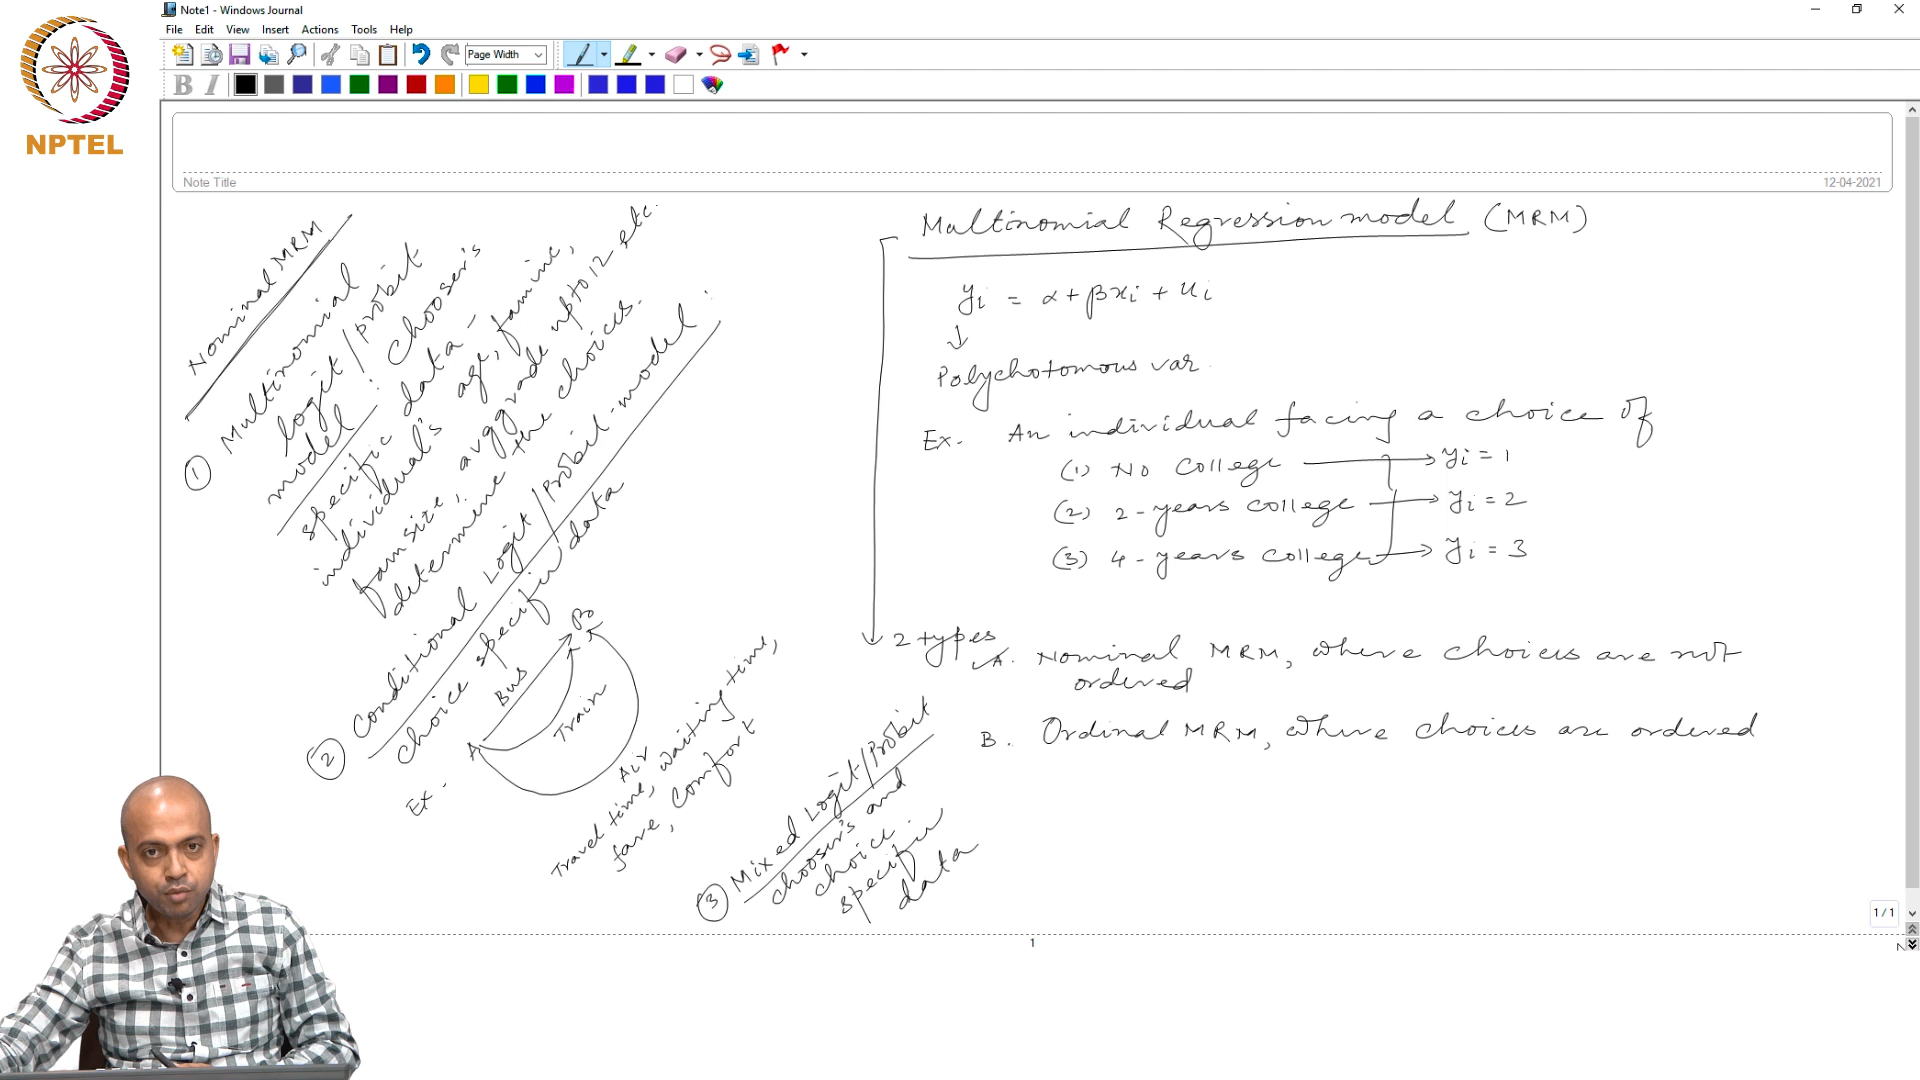 Note1 - Windows Journal
File Edit View Insert Actions Tools Help
Page Width
B I
NPTEL
Note Title
12-04-2021
Multinomial Regression model (MRM)
yi = α + βxi + ui
↓
Polychotomous var.
Ex. An individual facing a choice of
(1) No college → yi = 1
(2) 2-years college → yi = 2
(3) 4-years college → yi = 3
2 types
A. Nominal MRM, where choices are not
ordered
B. Ordinal MRM, where choices are ordered
Nominal MRM
① Multinomial
logit/probit
model : chooser's
specific data -
individual's age, faminc,
famsize, avggrade upto 12 etc.
determine the choices.
② Conditional Logit/Probit model:
choice specific data
Ex -
A
Bus
B
Train
Air
Travel time, waiting time,
fare, comfort
③ Mixed Logit/Probit
chooser's and
choice
specific
data
1
1 / 1